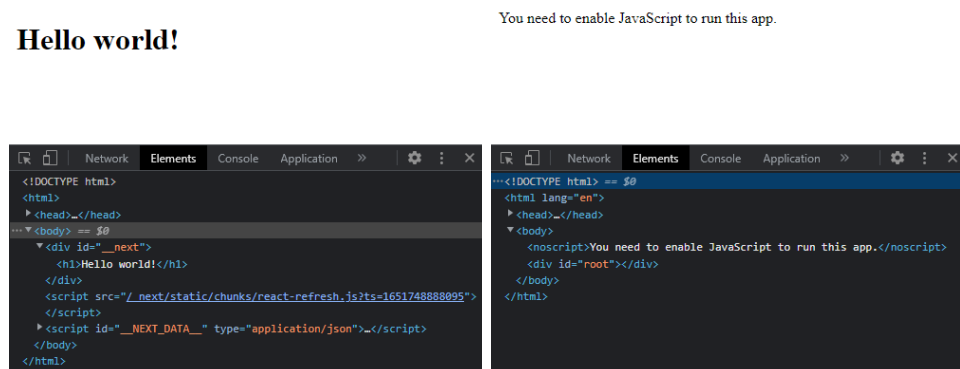 Hello world!
You need to enable JavaScript to run this app.
Network Elements Console Application »
<!DOCTYPE html>
<html>
<head>…</head>
<body> == $0
<div id="__next">
<h1>Hello world!</h1>
</div>
<script src="/_next/static/chunks/react-refresh.js?ts=1651748888095">
</script>
<script id="__NEXT_DATA__" type="application/json">…</script>
</body>
</html>
Network Elements Console Application »
<!DOCTYPE html> == $0
<html lang="en">
<head>…</head>
<body>
<noscript>You need to enable JavaScript to run this app.</noscript>
<div id="root"></div>
</body>
</html>